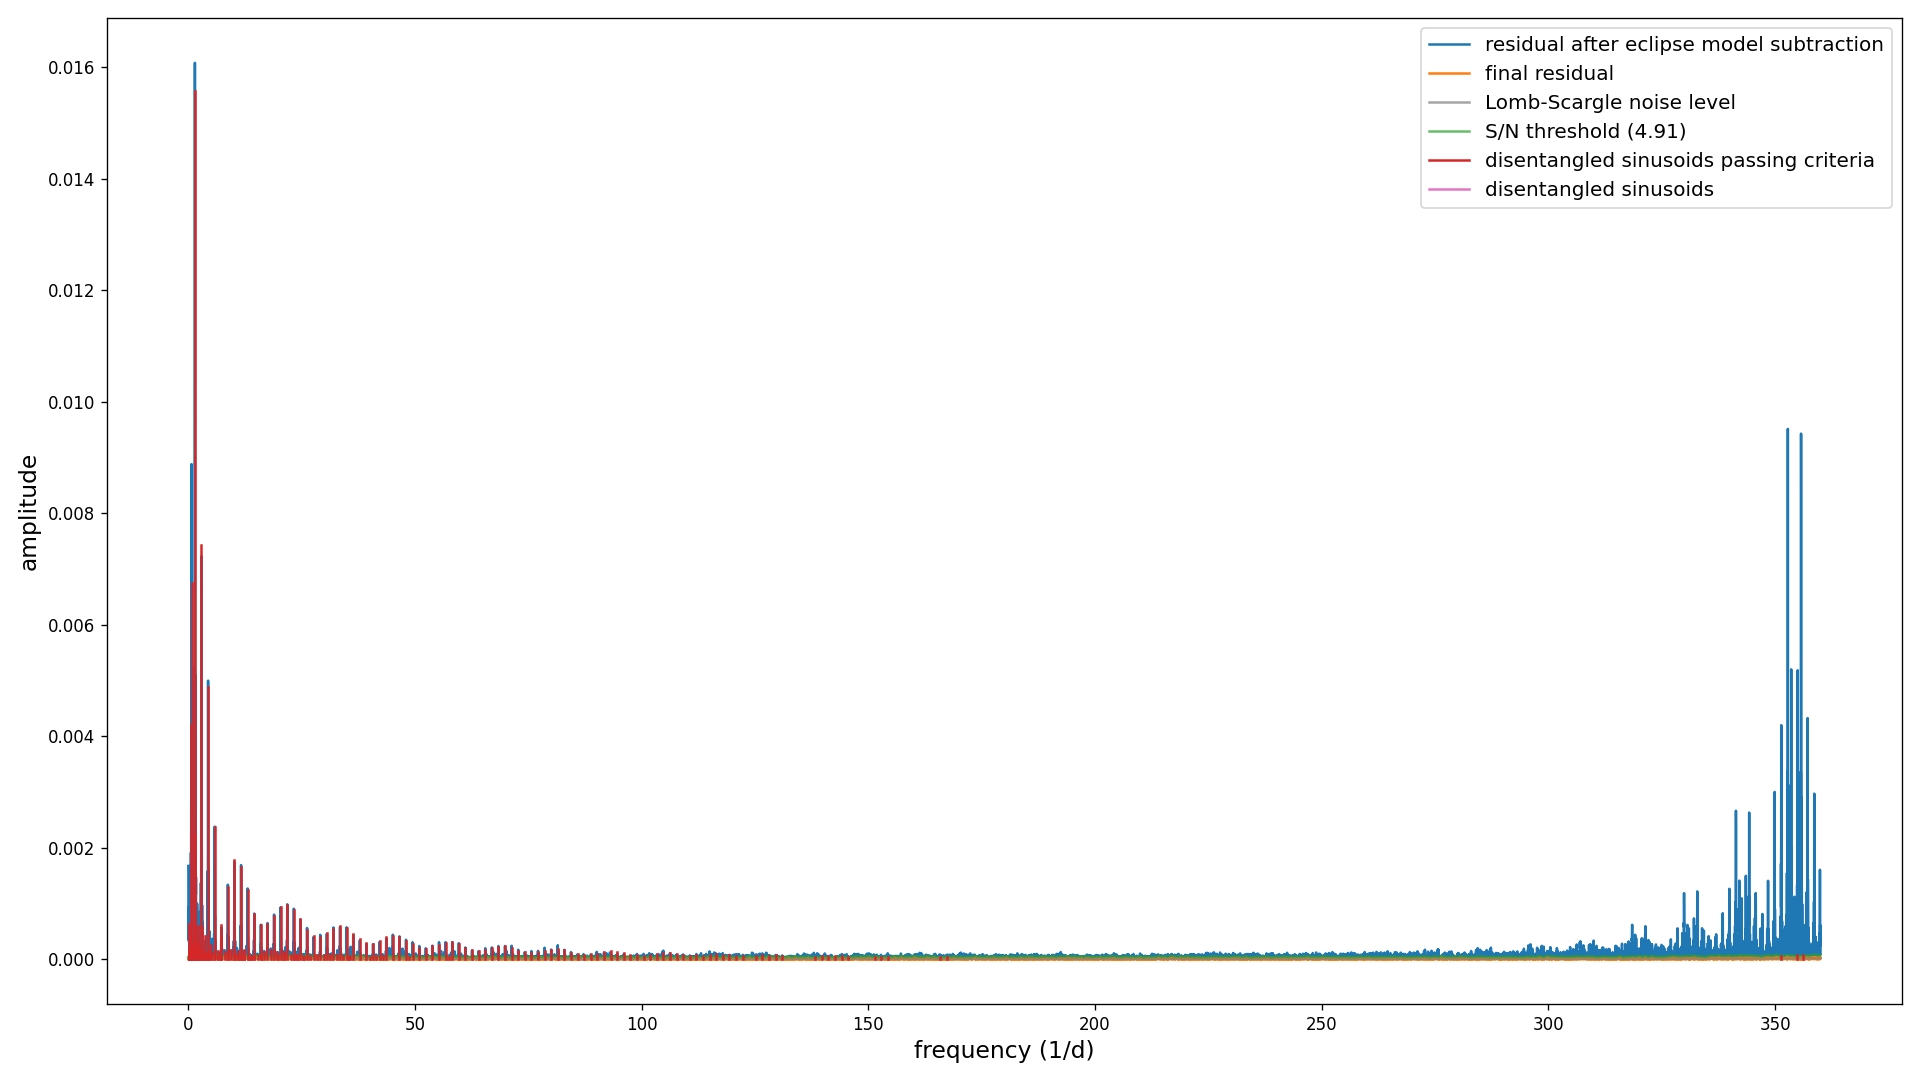 residual after eclipse model subtraction
final residual
Lomb-Scargle noise level
S/N threshold (4.91)
disentangled sinusoids passing criteria
disentangled sinusoids
amplitude
0.016
0.014
0.012
0.010
0.008
0.006
0.004
0.002
0.000
0 50 100 150 200 250 300 350
frequency (1/d)